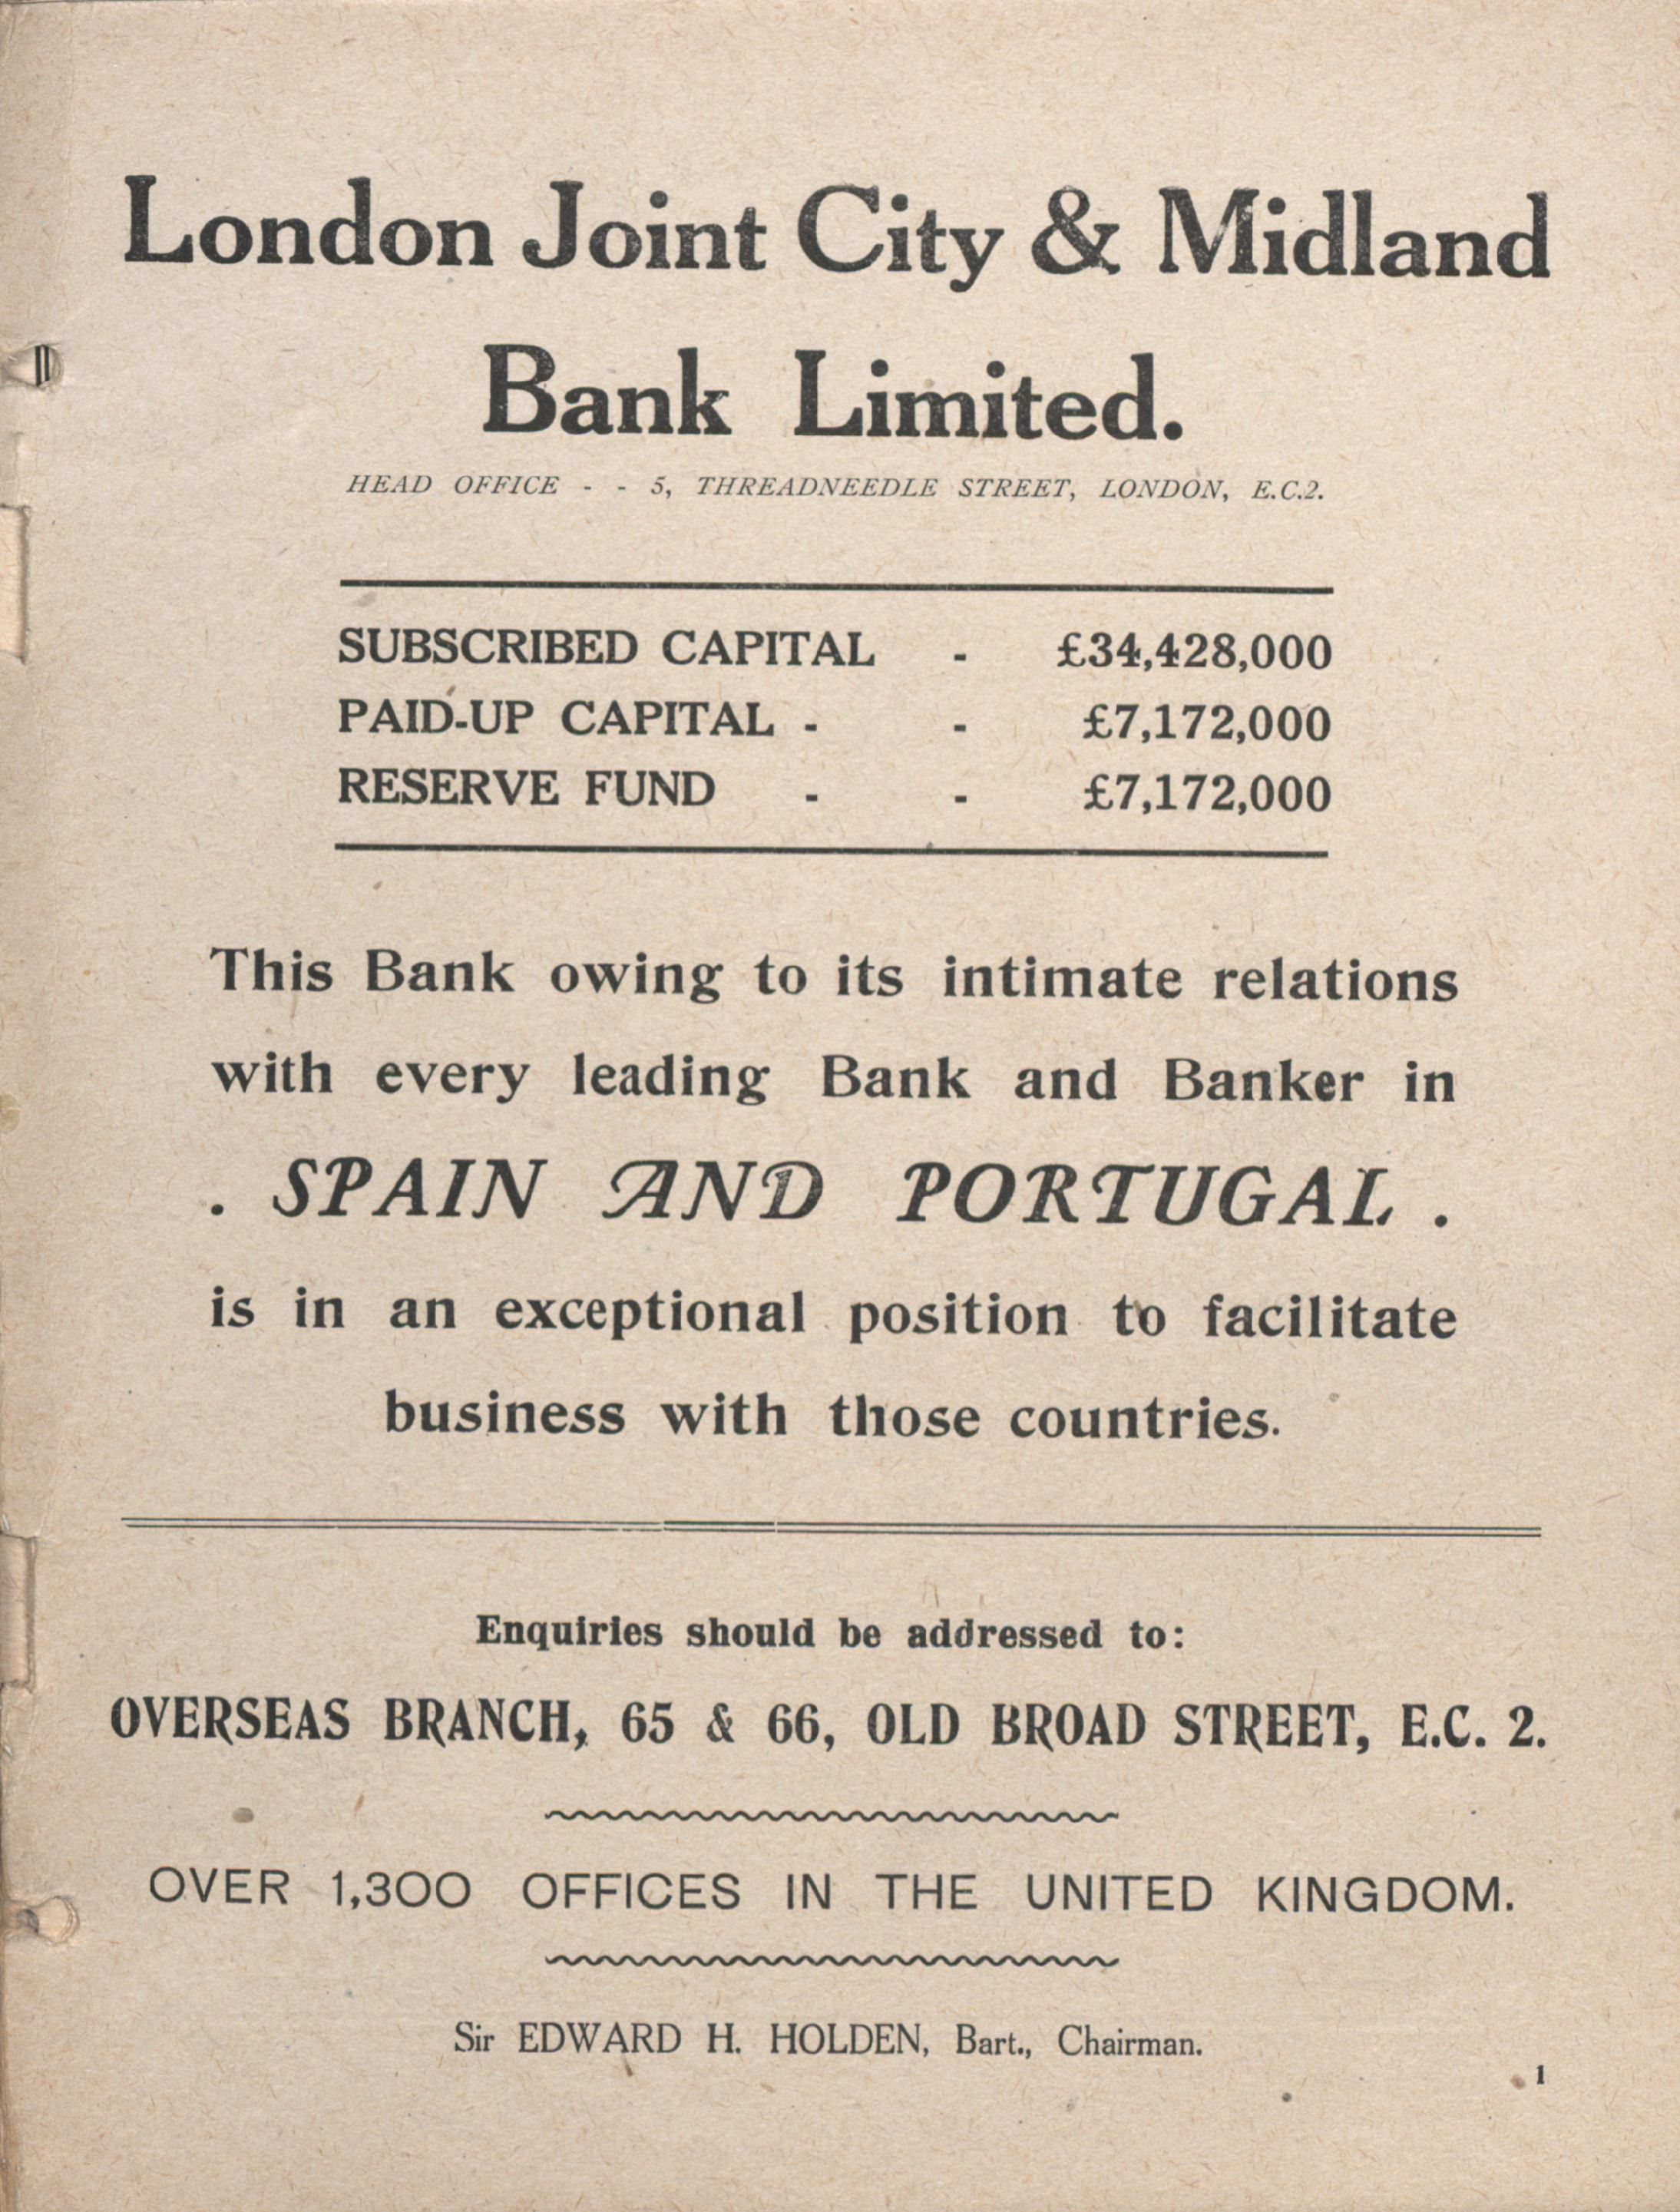 London Joint City & Midland
Bank Limited.
HEAD OFFICE - - 5, THREADNEEDLE STREET, LONDON, E.C.2.
SUBSCRIBED CAPITAL - £34,428,000
PAID-UP CAPITAL - - £7,172,000
RESERVE FUND - - £7,172,000
This Bank owing to its intimate relations
with every leading Bank and Banker in
. SPAIN AND PORTUGAL .
is in an exceptional position to facilitate
business with those countries.
Enquiries should be addressed to:
OVERSEAS BRANCH, 65 & 66, OLD BROAD STREET, E.C. 2.
OVER 1,300 OFFICES IN THE UNITED KINGDOM.
Sir EDWARD H. HOLDEN, Bart., Chairman.
1